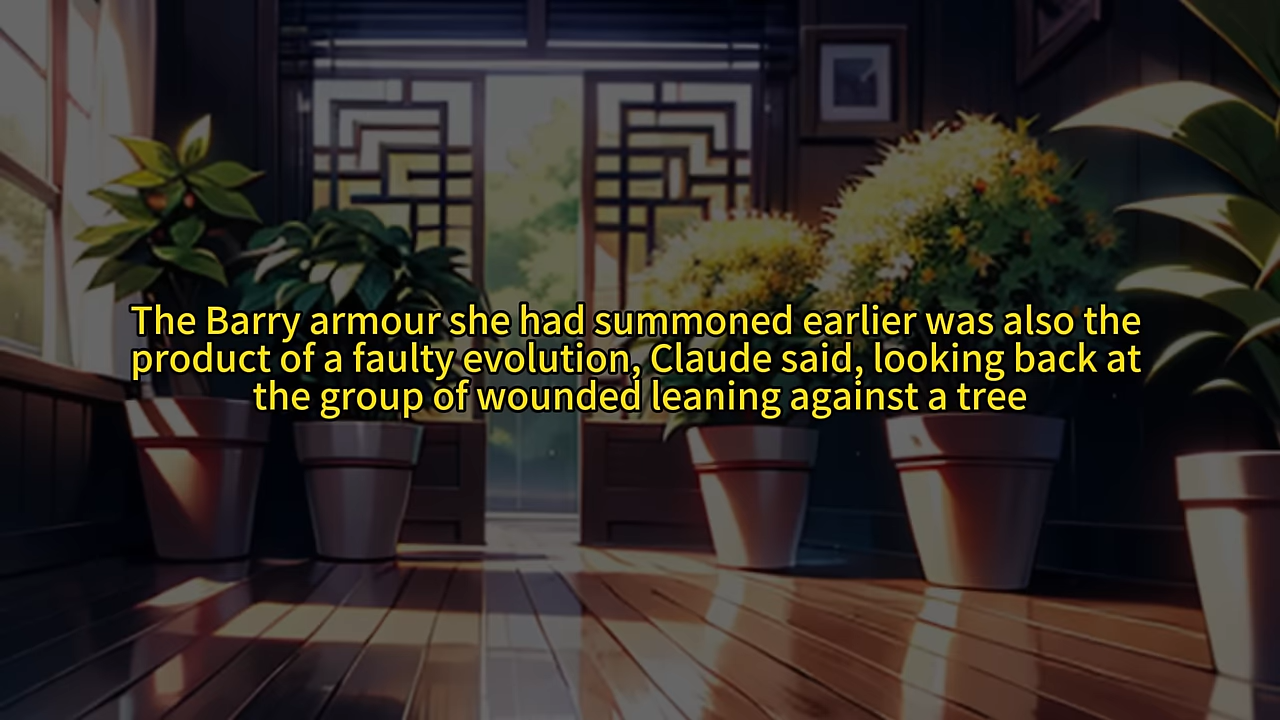 The Barry armour she had summoned earlier was also the
product of a faulty evolution, Claude said, looking back at
the group of wounded leaning against a tree